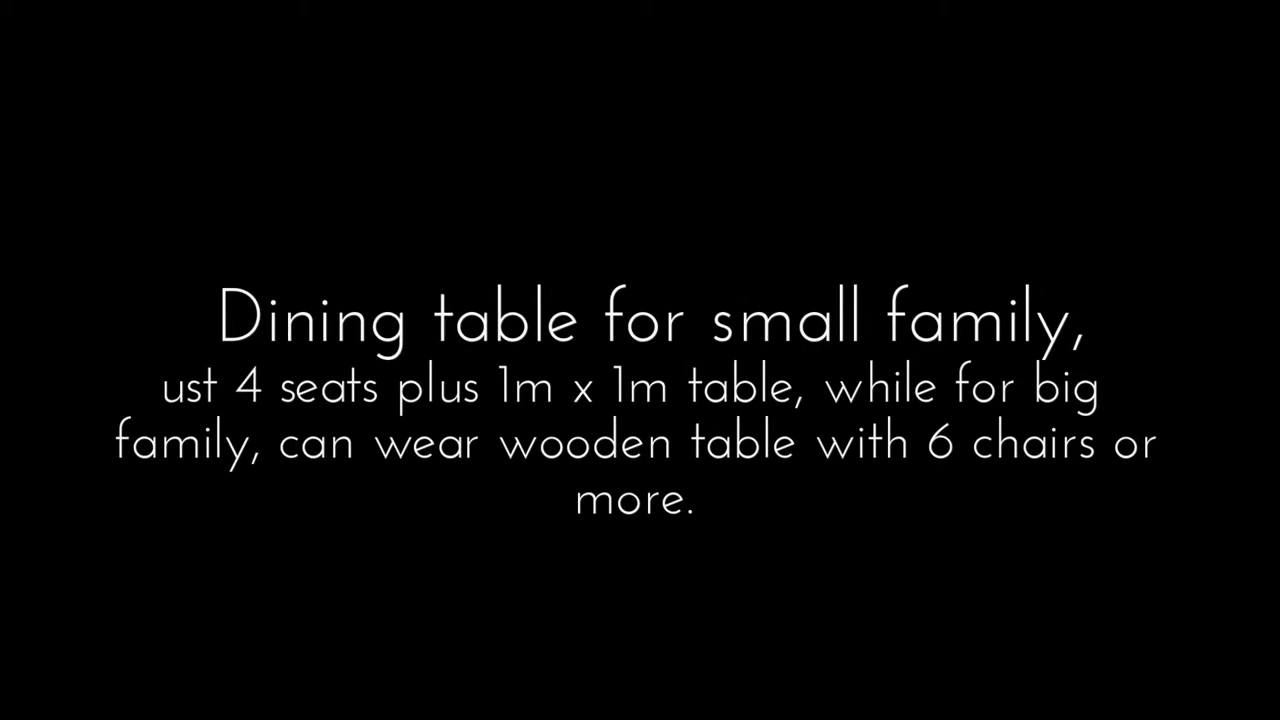 Dining table for small family,
ust 4 seats plus 1m x 1m table, while for big
family, can wear wooden table with 6 chairs or
more.